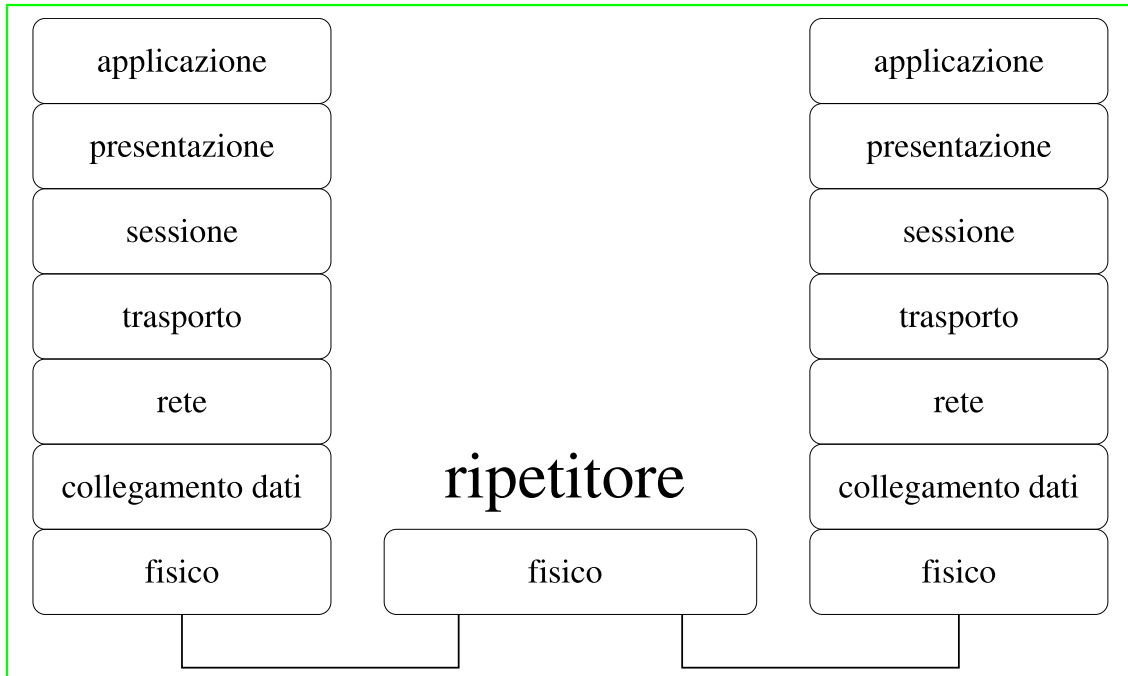 applicazione
presentazione
sessione
trasporto
rete
collegamento dati
fisico
ripetitore
fisico
applicazione
presentazione
sessione
trasporto
rete
collegamento dati
fisico